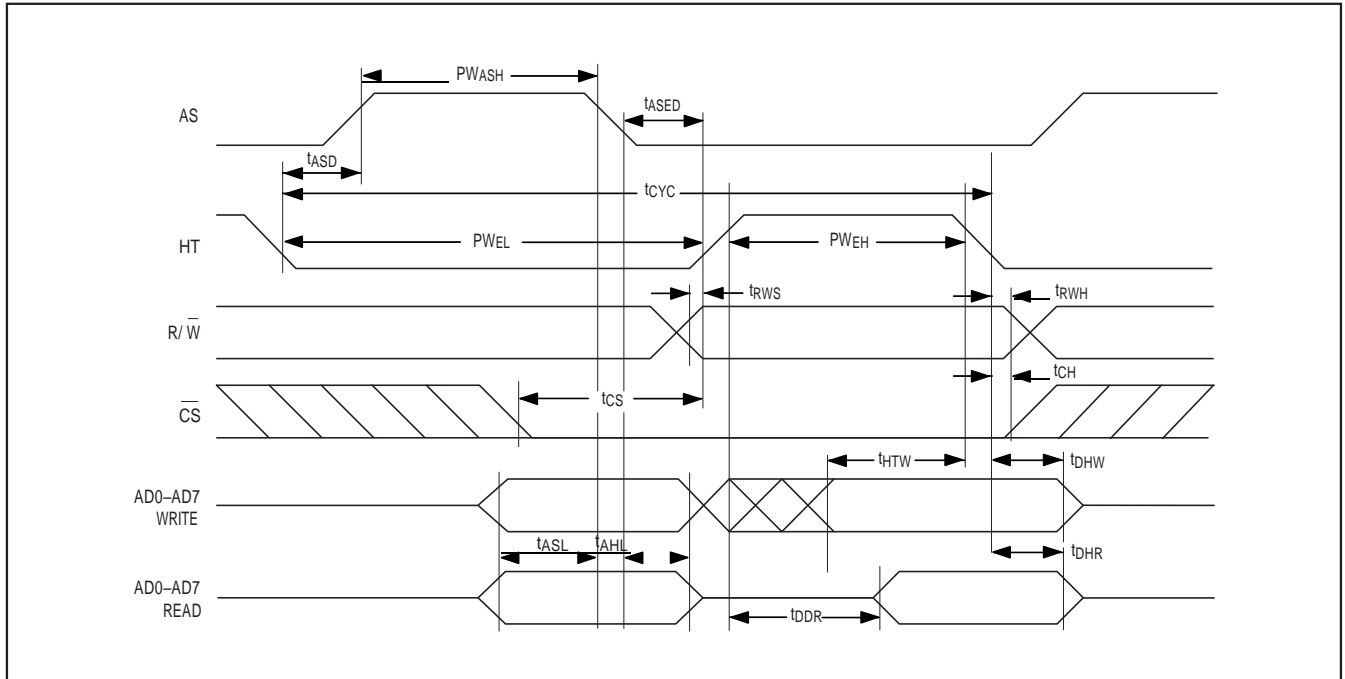 PWASH
AS
tASED
tASD
tCYC
HT
PWEL
PWEH
tRWS
tRWH
R/ W̅
tCH
C̅S̅
tCS
tHTW
tDHW
AD0–AD7
WRITE
tASL
tAHL
tDHR
AD0–AD7
READ
tDDR